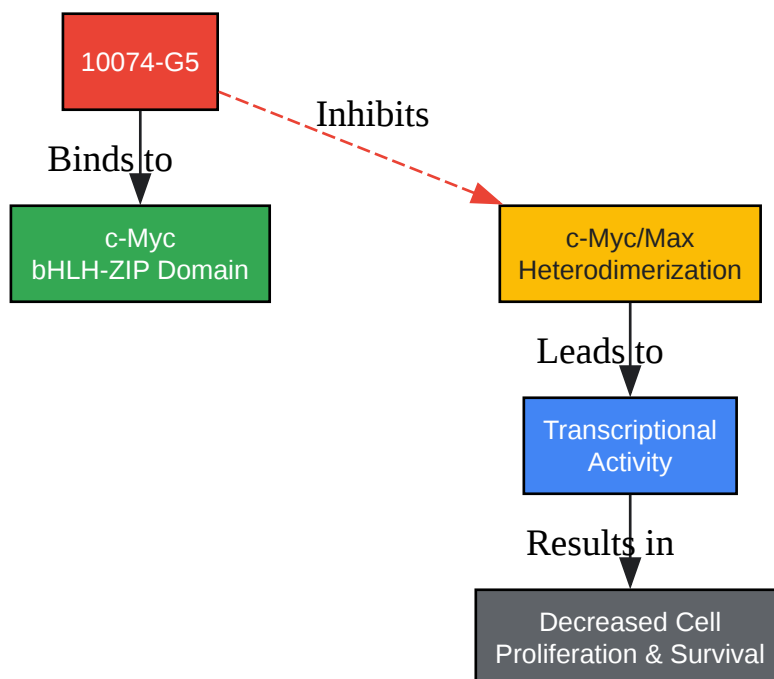 10074-G5
Inhibits
Binds to
c-Myc
bHLH-ZIP Domain
c-Myc/Max
Heterodimerization
Leads to
Transcriptional
Activity
Results in
Decreased Cell
Proliferation & Survival